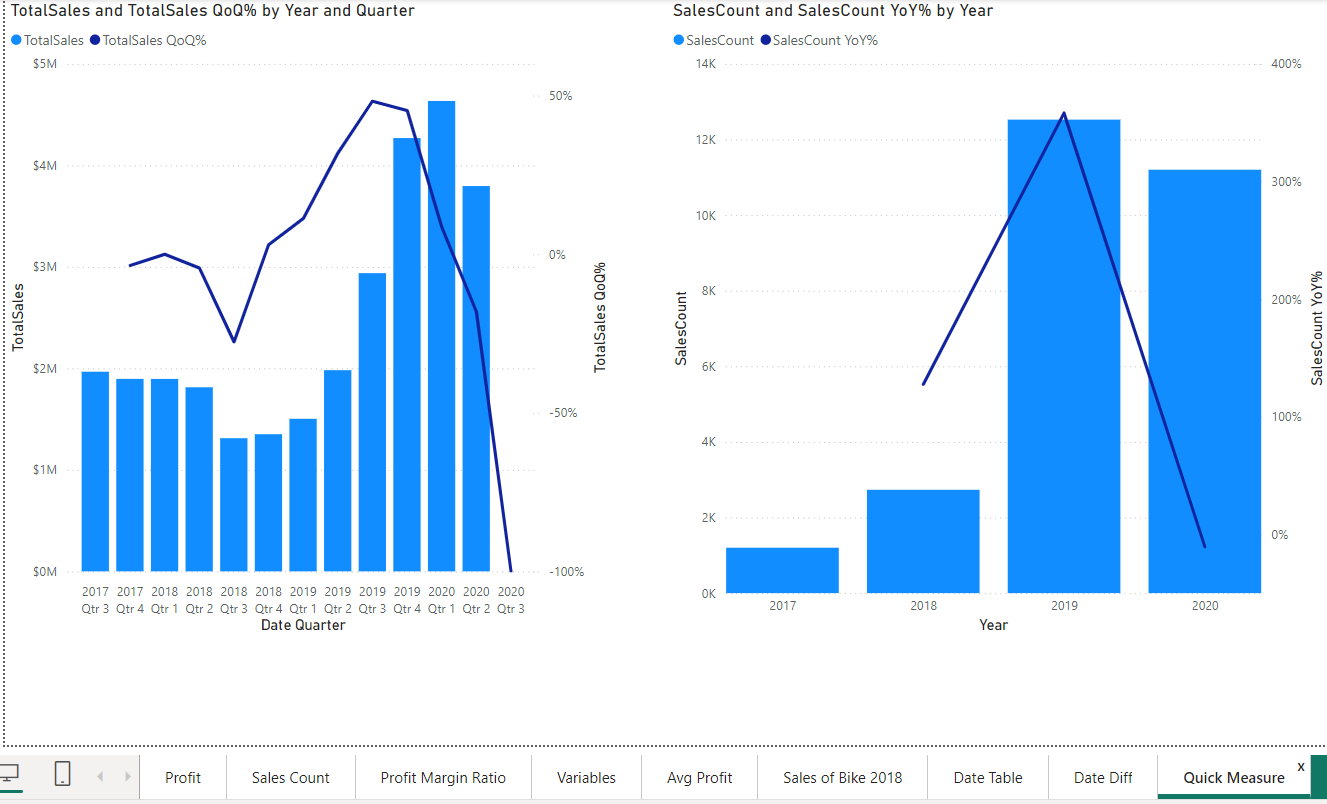 TotalSales and TotalSales QoQ% by Year and Quarter
TotalSales TotalSales QoQ%
$5M
$4M
$3M
$2M
$1M
$0M
TotalSales
50%
0%
-50%
-100%
TotalSales QoQ%
2017 2017 2018 2018 2018 2018 2019 2019 2019 2019 2020 2020 2020
Qtr 3 Qtr 4 Qtr 1 Qtr 2 Qtr 3 Qtr 4 Qtr 1 Qtr 2 Qtr 3 Qtr 4 Qtr 1 Qtr 2 Qtr 3
Date Quarter
SalesCount and SalesCount YoY% by Year
SalesCount SalesCount YoY%
14K
12K
10K
8K
6K
4K
2K
0K
SalesCount
400%
300%
200%
100%
0%
SalesCount YoY%
2017 2018 2019 2020
Year
Profit Sales Count Profit Margin Ratio Variables Avg Profit Sales of Bike 2018 Date Table Date Diff Quick Measure x